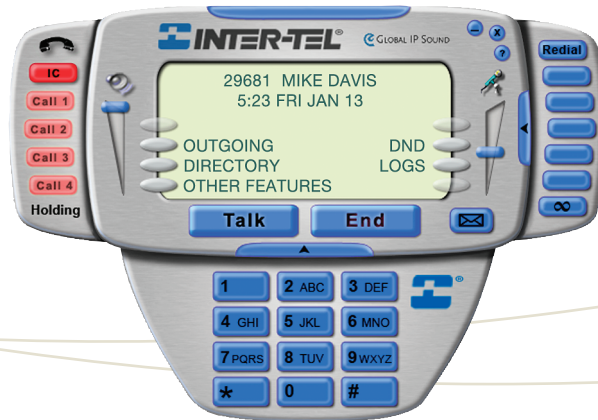 INTER-TEL®
GLOBAL IP SOUND
– X
?
Redial
IC
Call 1
Call 2
Call 3
Call 4
Holding
29681 MIKE DAVIS
5:23 FRI JAN 13
OUTGOING DND
DIRECTORY LOGS
OTHER FEATURES
Talk End
∞
1 2 ABC 3 DEF
4 GHI 5 JKL 6 MNO
7 PQRS 8 TUV 9 WXYZ
* 0 #
®